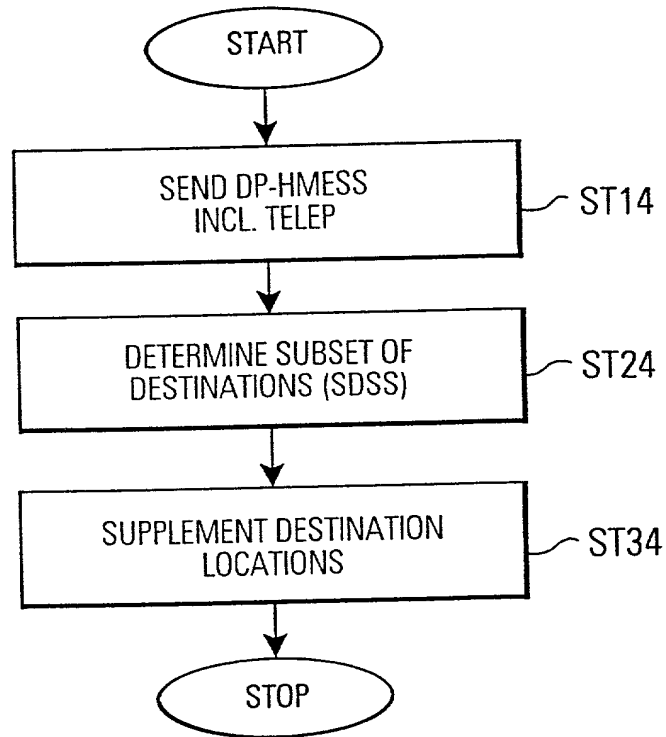 START
SEND DP-HMESS
INCL. TELEP
ST14
DETERMINE SUBSET OF
DESTINATIONS (SDSS)
ST24
SUPPLEMENT DESTINATION
LOCATIONS
ST34
STOP